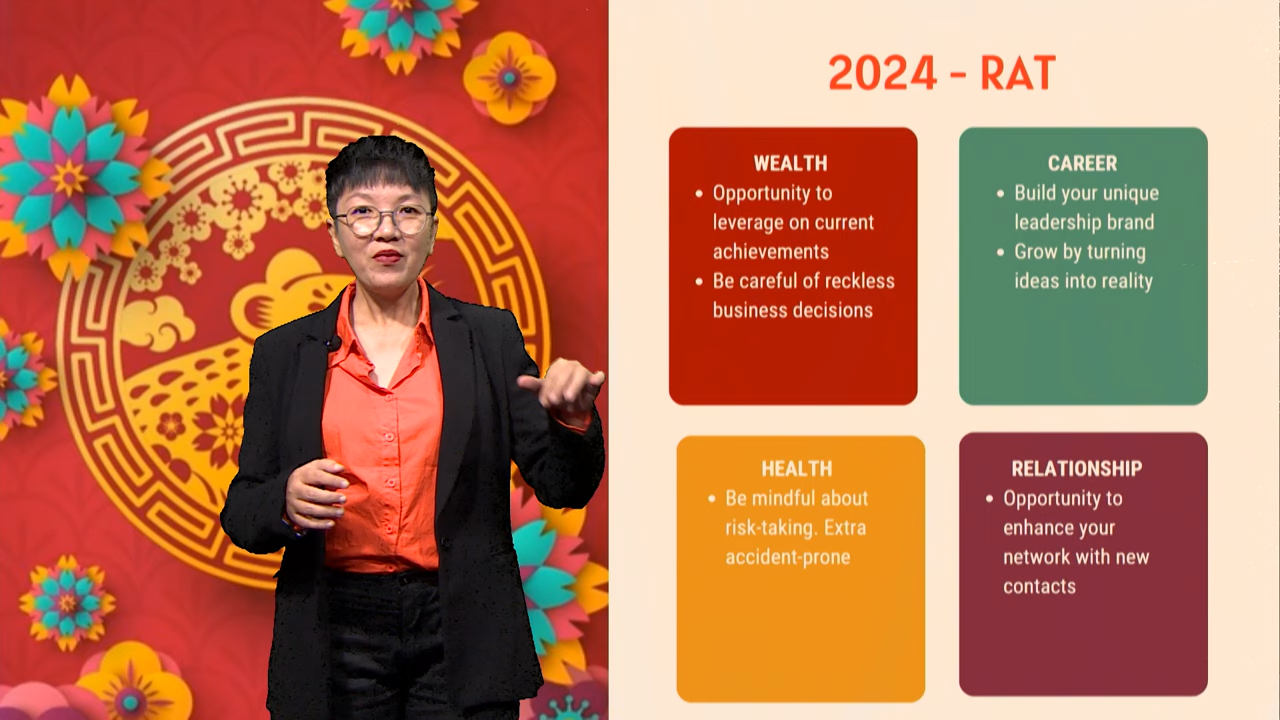 2024 - RAT
WEALTH
• Opportunity to
leverage on current
achievements
• Be careful of reckless
business decisions
CAREER
• Build your unique
leadership brand
• Grow by turning
ideas into reality
HEALTH
• Be mindful about
risk-taking. Extra
accident-prone
RELATIONSHIP
• Opportunity to
enhance your
network with new
contacts